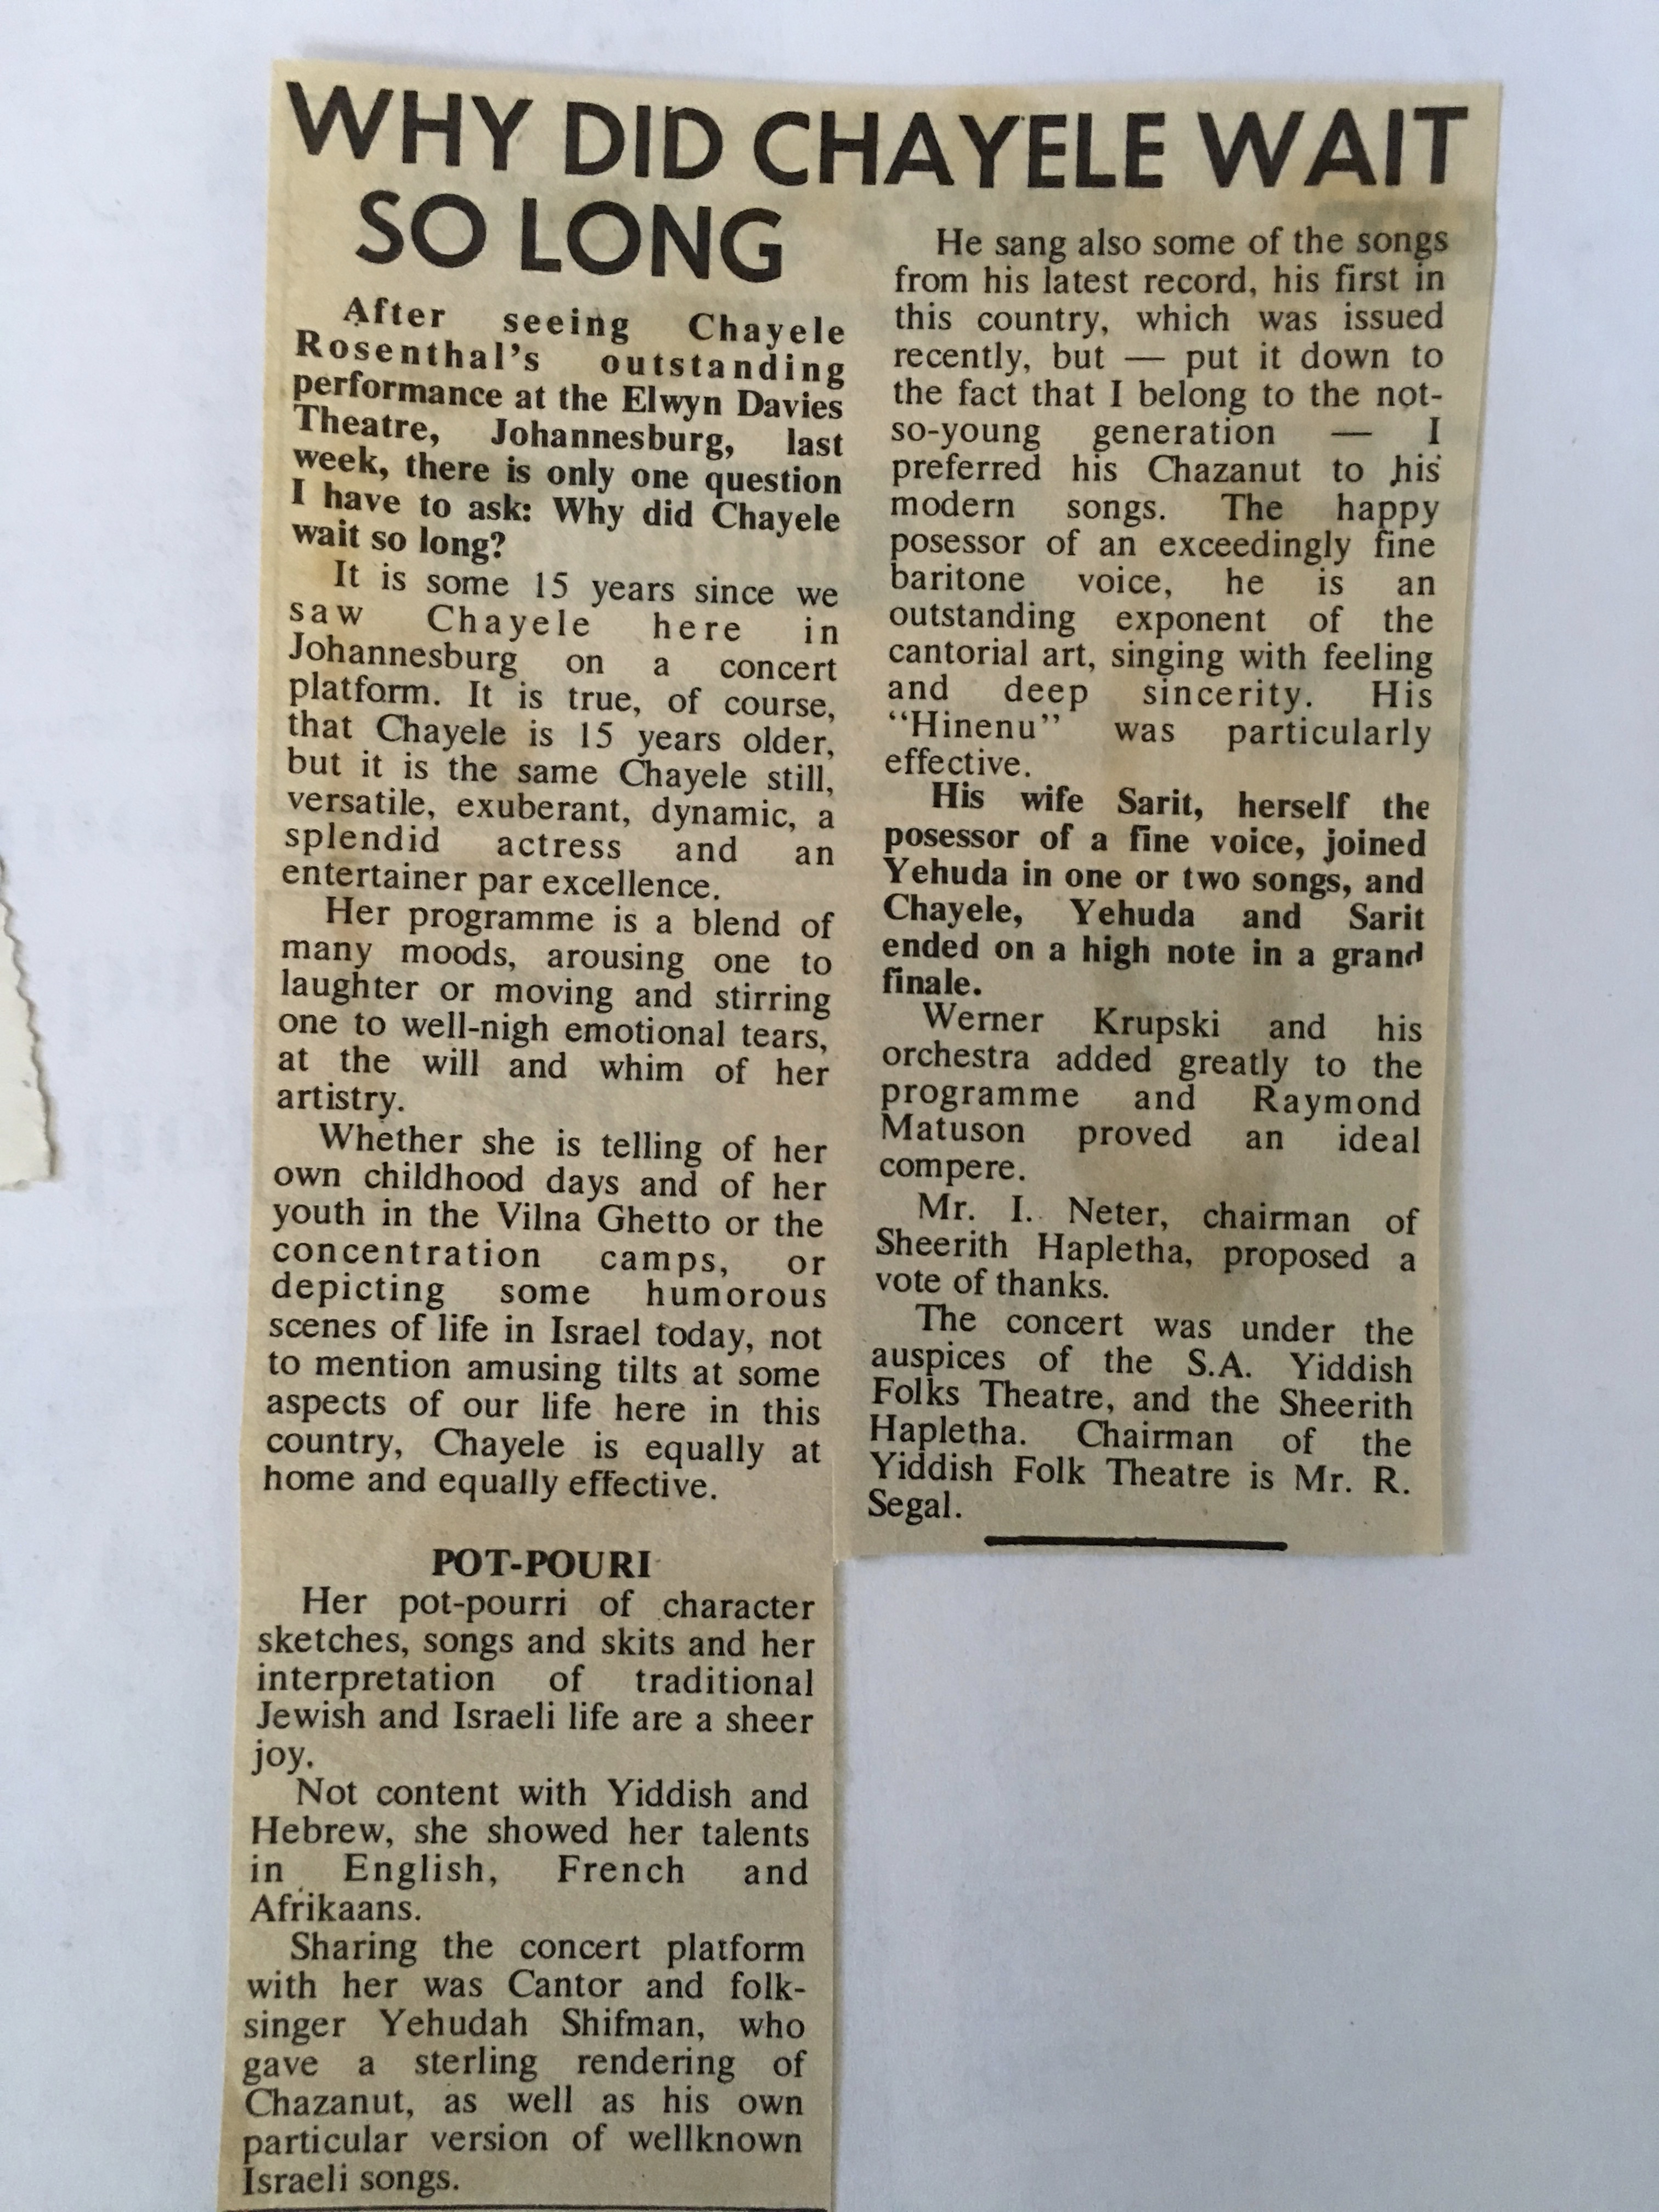 WHY DID CHAYELE WAIT
SO LONG
After seeing Chayele
Rosenthal's outstanding
performance at the Elwyn Davies
Theatre, Johannesburg, last
week, there is only one question
I have to ask: Why did Chayele
wait so long?
It is some 15 years since we
saw Chayele here in
Johannesburg on a concert
platform. It is true, of course,
that Chayele is 15 years older,
but it is the same Chayele still,
versatile, exuberant, dynamic, a
splendid actress and an
entertainer par excellence.
Her programme is a blend of
many moods, arousing one to
laughter or moving and stirring
one to well-nigh emotional tears,
at the will and whim of her
artistry.
Whether she is telling of her
own childhood days and of her
youth in the Vilna Ghetto or the
concentration camps, or
depicting some humorous
scenes of life in Israel today, not
to mention amusing tilts at some
aspects of our life here in this
country, Chayele is equally at
home and equally effective.
POT-POURI
Her pot-pourri of character
sketches, songs and skits and her
interpretation of traditional
Jewish and Israeli life are a sheer
joy.
Not content with Yiddish and
Hebrew, she showed her talents
in English, French and
Afrikaans.
Sharing the concert platform
with her was Cantor and folk-
singer Yehudah Shifman, who
gave a sterling rendering of
Chazanut, as well as his own
particular version of wellknown
Israeli songs.
He sang also some of the songs
from his latest record, his first in
this country, which was issued
recently, but — put it down to
the fact that I belong to the not-
so-young generation — I
preferred his Chazanut to his
modern songs. The happy
posessor of an exceedingly fine
baritone voice, he is an
outstanding exponent of the
cantorial art, singing with feeling
and deep sincerity. His
"Hinenu" was particularly
effective.
His wife Sarit, herself the
posessor of a fine voice, joined
Yehuda in one or two songs, and
Chayele, Yehuda and Sarit
ended on a high note in a grand
finale.
Werner Krupski and his
orchestra added greatly to the
programme and Raymond
Matuson proved an ideal
compere.
Mr. I. Neter, chairman of
Sheerith Hapletha, proposed a
vote of thanks.
The concert was under the
auspices of the S.A. Yiddish
Folks Theatre, and the Sheerith
Hapletha. Chairman of the
Yiddish Folk Theatre is Mr. R.
Segal.